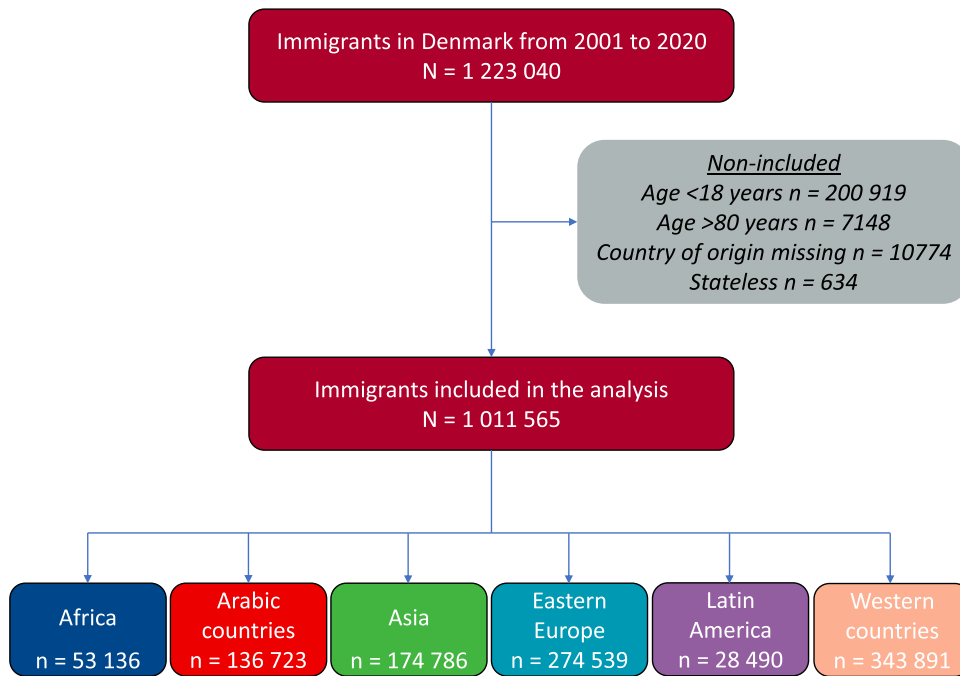 Immigrants in Denmark from 2001 to 2020
N = 1 223 040
Non-included
Age <18 years n = 200 919
Age >80 years n = 7148
Country of origin missing n = 10774
Stateless n = 634
Immigrants included in the analysis
N = 1 011 565
Africa
n = 53 136
Arabic
countries
n = 136 723
Asia
n = 174 786
Eastern
Europe
n = 274 539
Latin
America
n = 28 490
Western
countries
n = 343 891